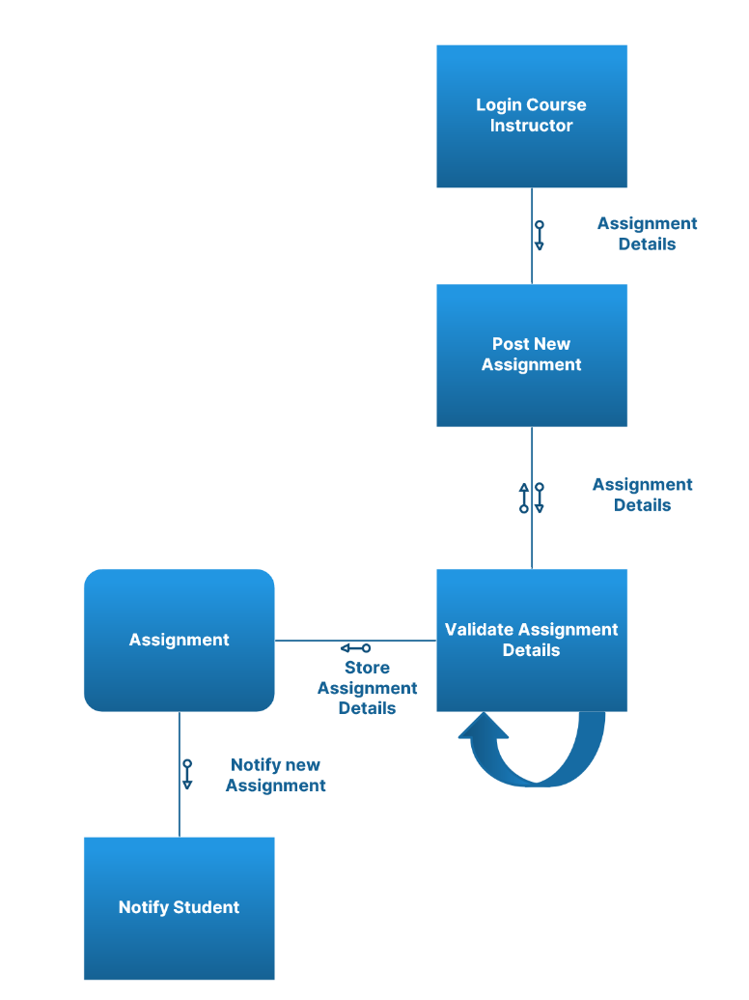 Login Course
Instructor
Assignment
Details
Post New
Assignment
Assignment
Details
Validate Assignment
Details
Assignment
Store
Assignment
Details
Notify new
Assignment
Notify Student